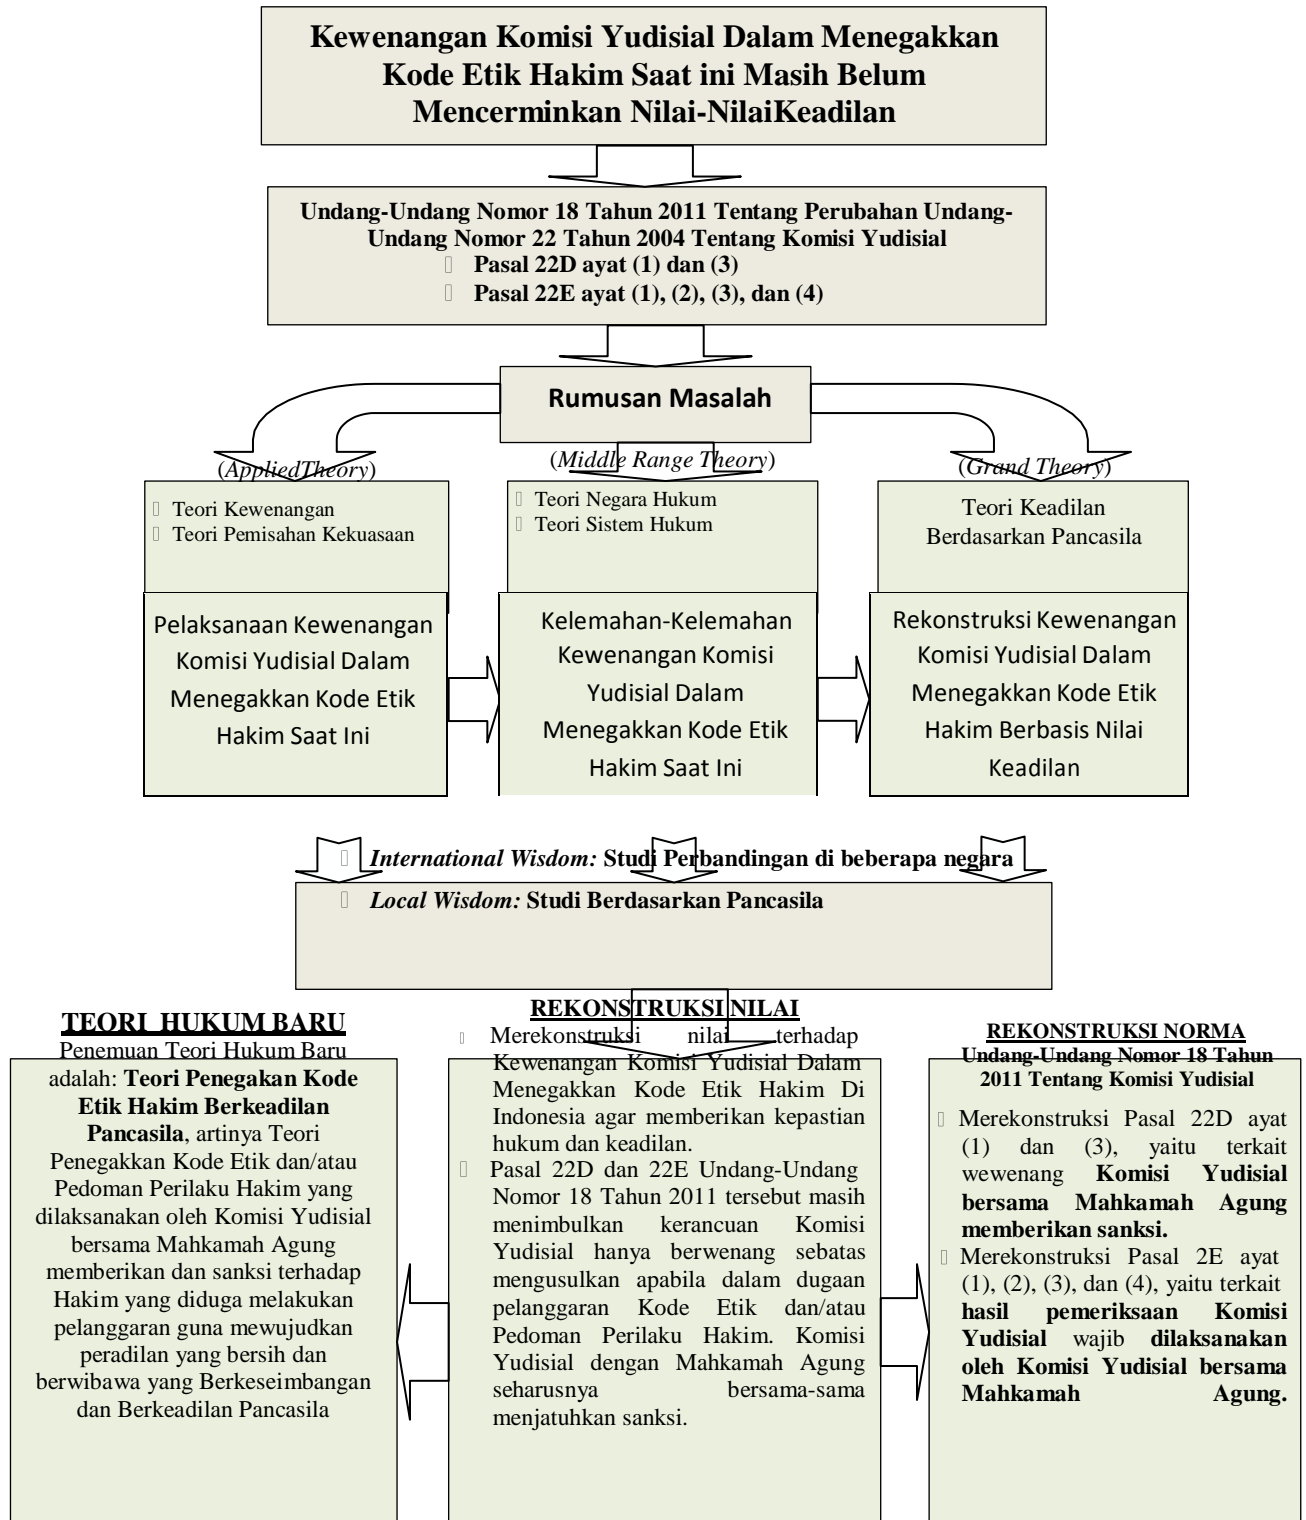 Kewenangan Komisi Yudisial Dalam Menegakkan
Kode Etik Hakim Saat ini Masih Belum
Mencerminkan Nilai-NilaiKeadilan
Undang-Undang Nomor 18 Tahun 2011 Tentang Perubahan Undang-
Undang Nomor 22 Tahun 2004 Tentang Komisi Yudisial
Pasal 22D ayat (1) dan (3)
Pasal 22E ayat (1), (2), (3), dan (4)
Rumusan Masalah
(AppliedTheory)
Teori Kewenangan
Teori Pemisahan Kekuasaan
Pelaksanaan Kewenangan
Komisi Yudisial Dalam
Menegakkan Kode Etik
Hakim Saat Ini
(Middle Range Theory)
Teori Negara Hukum
Teori Sistem Hukum
Kelemahan-Kelemahan
Kewenangan Komisi
Yudisial Dalam
Menegakkan Kode Etik
Hakim Saat Ini
(Grand Theory)
Teori Keadilan
Berdasarkan Pancasila
Rekonstruksi Kewenangan
Komisi Yudisial Dalam
Menegakkan Kode Etik
Hakim Berbasis Nilai
Keadilan
International Wisdom: Studi Perbandingan di beberapa negara
Local Wisdom: Studi Berdasarkan Pancasila
TEORI HUKUM BARU
Penemuan Teori Hukum Baru
adalah: Teori Penegakan Kode
Etik Hakim Berkeadilan
Pancasila, artinya Teori
Penegakkan Kode Etik dan/atau
Pedoman Perilaku Hakim yang
dilaksanakan oleh Komisi Yudisial
bersama Mahkamah Agung
memberikan dan sanksi terhadap
Hakim yang diduga melakukan
pelanggaran guna mewujudkan
peradilan yang bersih dan
berwibawa yang Berkeseimbangan
dan Berkeadilan Pancasila
REKONSTRUKSI NILAI
Merekonstruksi nilai terhadap
Kewenangan Komisi Yudisial Dalam
Menegakkan Kode Etik Hakim Di
Indonesia agar memberikan kepastian
hukum dan keadilan.
Pasal 22D dan 22E Undang-Undang
Nomor 18 Tahun 2011 tersebut masih
menimbulkan kerancuan Komisi
Yudisial hanya berwenang sebatas
mengusulkan apabila dalam dugaan
pelanggaran Kode Etik dan/atau
Pedoman Perilaku Hakim. Komisi
Yudisial dengan Mahkamah Agung
seharusnya bersama-sama
menjatuhkan sanksi.
REKONSTRUKSI NORMA
Undang-Undang Nomor 18 Tahun
2011 Tentang Komisi Yudisial
Merekonstruksi Pasal 22D ayat
(1) dan (3), yaitu terkait
wewenang Komisi Yudisial
bersama Mahkamah Agung
memberikan sanksi.
Merekonstruksi Pasal 2E ayat
(1), (2), (3), dan (4), yaitu terkait
hasil pemeriksaan Komisi
Yudisial wajib dilaksanakan
oleh Komisi Yudisial bersama
Mahkamah Agung.